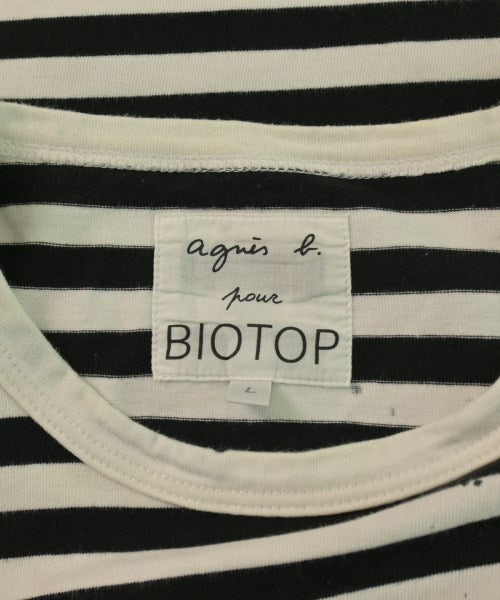 agnès b.
pour
BIOTOP
L